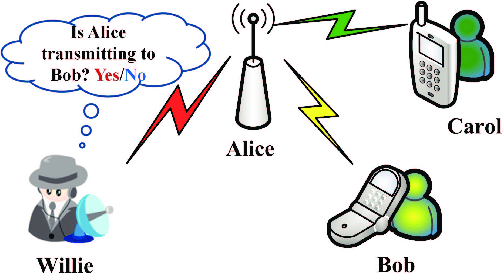 Is Alice
transmitting to
Bob? Yes/No
Alice
Carol
Willie
Bob